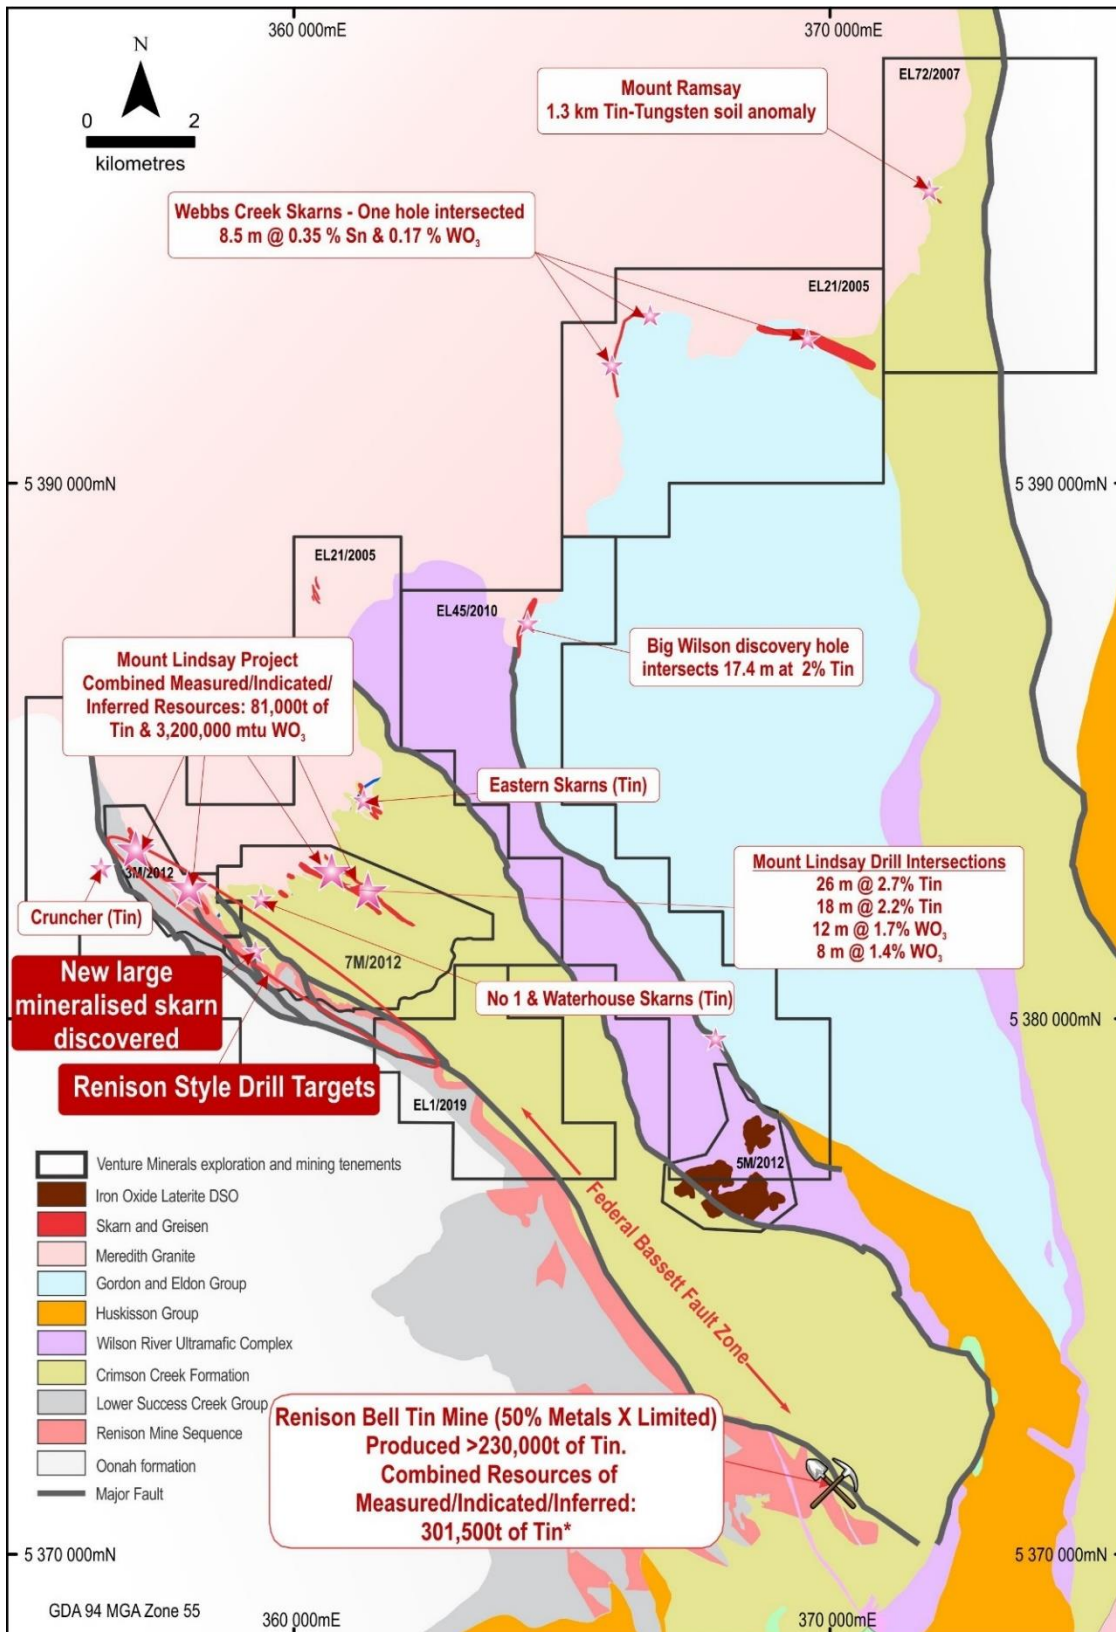 360 000mE
370 000mE
N
0 2
kilometres
EL72/2007
Mount Ramsay
1.3 km Tin-Tungsten soil anomaly
Webbs Creek Skarns - One hole intersected
8.5 m @ 0.35 % Sn & 0.17 % WO₃
EL21/2005
5 390 000mN
5 390 000mN
EL21/2005
EL45/2010
Mount Lindsay Project
Combined Measured/Indicated/
Inferred Resources: 81,000t of
Tin & 3,200,000 mtu WO₃
Big Wilson discovery hole
intersects 17.4 m at 2% Tin
Eastern Skarns (Tin)
Mount Lindsay Drill Intersections
26 m @ 2.7% Tin
18 m @ 2.2% Tin
12 m @ 1.7% WO₃
8 m @ 1.4% WO₃
3M/2012
Cruncher (Tin)
7M/2012
New large
mineralised skarn
discovered
No 1 & Waterhouse Skarns (Tin)
5 380 000mN
Renison Style Drill Targets
EL1/2019
5M/2012
Federal Bassett Fault Zone
Venture Minerals exploration and mining tenements
Iron Oxide Laterite DSO
Skarn and Greisen
Meredith Granite
Gordon and Eldon Group
Huskisson Group
Wilson River Ultramafic Complex
Crimson Creek Formation
Lower Success Creek Group
Renison Mine Sequence
Oonah formation
Major Fault
Renison Bell Tin Mine (50% Metals X Limited)
Produced >230,000t of Tin.
Combined Resources of
Measured/Indicated/Inferred:
301,500t of Tin*
5 370 000mN
5 370 000mN
GDA 94 MGA Zone 55
360 000mE
370 000mE